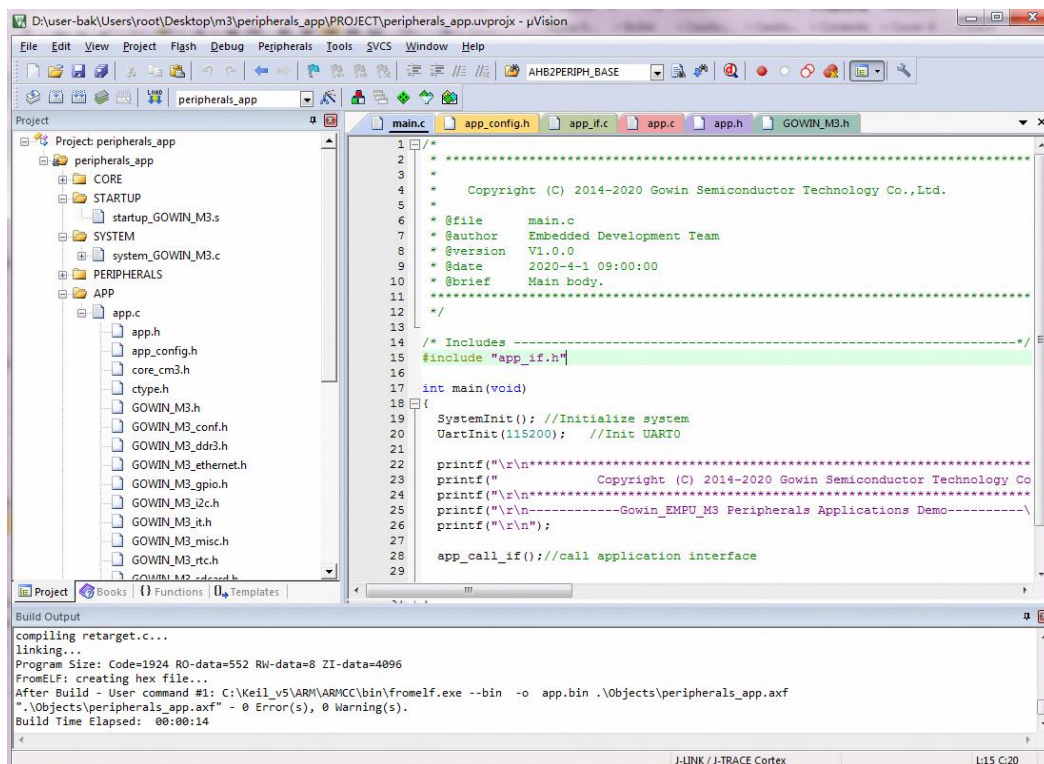 D:\user-bak\Users\root\Desktop\m3\peripherals_app\PROJECT\peripherals_app.uvprojx - µVision
File Edit View Project Flash Debug Peripherals Tools SVCS Window Help
AHB2PERIPH_BASE
LOAD peripherals_app
Project
Project: peripherals_app
peripherals_app
CORE
STARTUP
startup_GOWIN_M3.s
SYSTEM
system_GOWIN_M3.c
PERIPHERALS
APP
app.c
app.h
app_config.h
core_cm3.h
ctype.h
GOWIN_M3.h
GOWIN_M3_conf.h
GOWIN_M3_ddr3.h
GOWIN_M3_ethernet.h
GOWIN_M3_gpio.h
GOWIN_M3_i2c.h
GOWIN_M3_it.h
GOWIN_M3_misc.h
GOWIN_M3_rtc.h
GOWIN_M3_sdcard.h
Project Books {} Functions Templates
main.c app_config.h app_if.c app.c app.h GOWIN_M3.h
1 /*
2 * ******************************************************************************
3 *
4 * Copyright (C) 2014-2020 Gowin Semiconductor Technology Co.,Ltd.
5 *
6 * @file main.c
7 * @author Embedded Development Team
8 * @version V1.0.0
9 * @date 2020-4-1 09:00:00
10 * @brief Main body.
11 ******************************************************************************
12 */
13
14 /* Includes ------------------------------------------------------------------*/
15 #include "app_if.h"
16
17 int main(void)
18 {
19 SystemInit(); //Initialize system
20 UartInit(115200); //Init UART0
21
22 printf("\r\n******************************************************************
23 printf(" Copyright (C) 2014-2020 Gowin Semiconductor Technology Co
24 printf("\r\n******************************************************************
25 printf("\r\n------------Gowin_EMPU_M3 Peripherals Applications Demo----------\
26 printf("\r\n");
27
28 app_call_if();//call application interface
29
Build Output
compiling retarget.c...
linking...
Program Size: Code=1924 RO-data=552 RW-data=8 ZI-data=4096
FromELF: creating hex file...
After Build - User command #1: C:\Keil_v5\ARM\ARMCC\bin\fromelf.exe --bin -o app.bin .\Objects\peripherals_app.axf
".\Objects\peripherals_app.axf" - 0 Error(s), 0 Warning(s).
Build Time Elapsed: 00:00:14
J-LINK / J-TRACE Cortex L:15 C:20